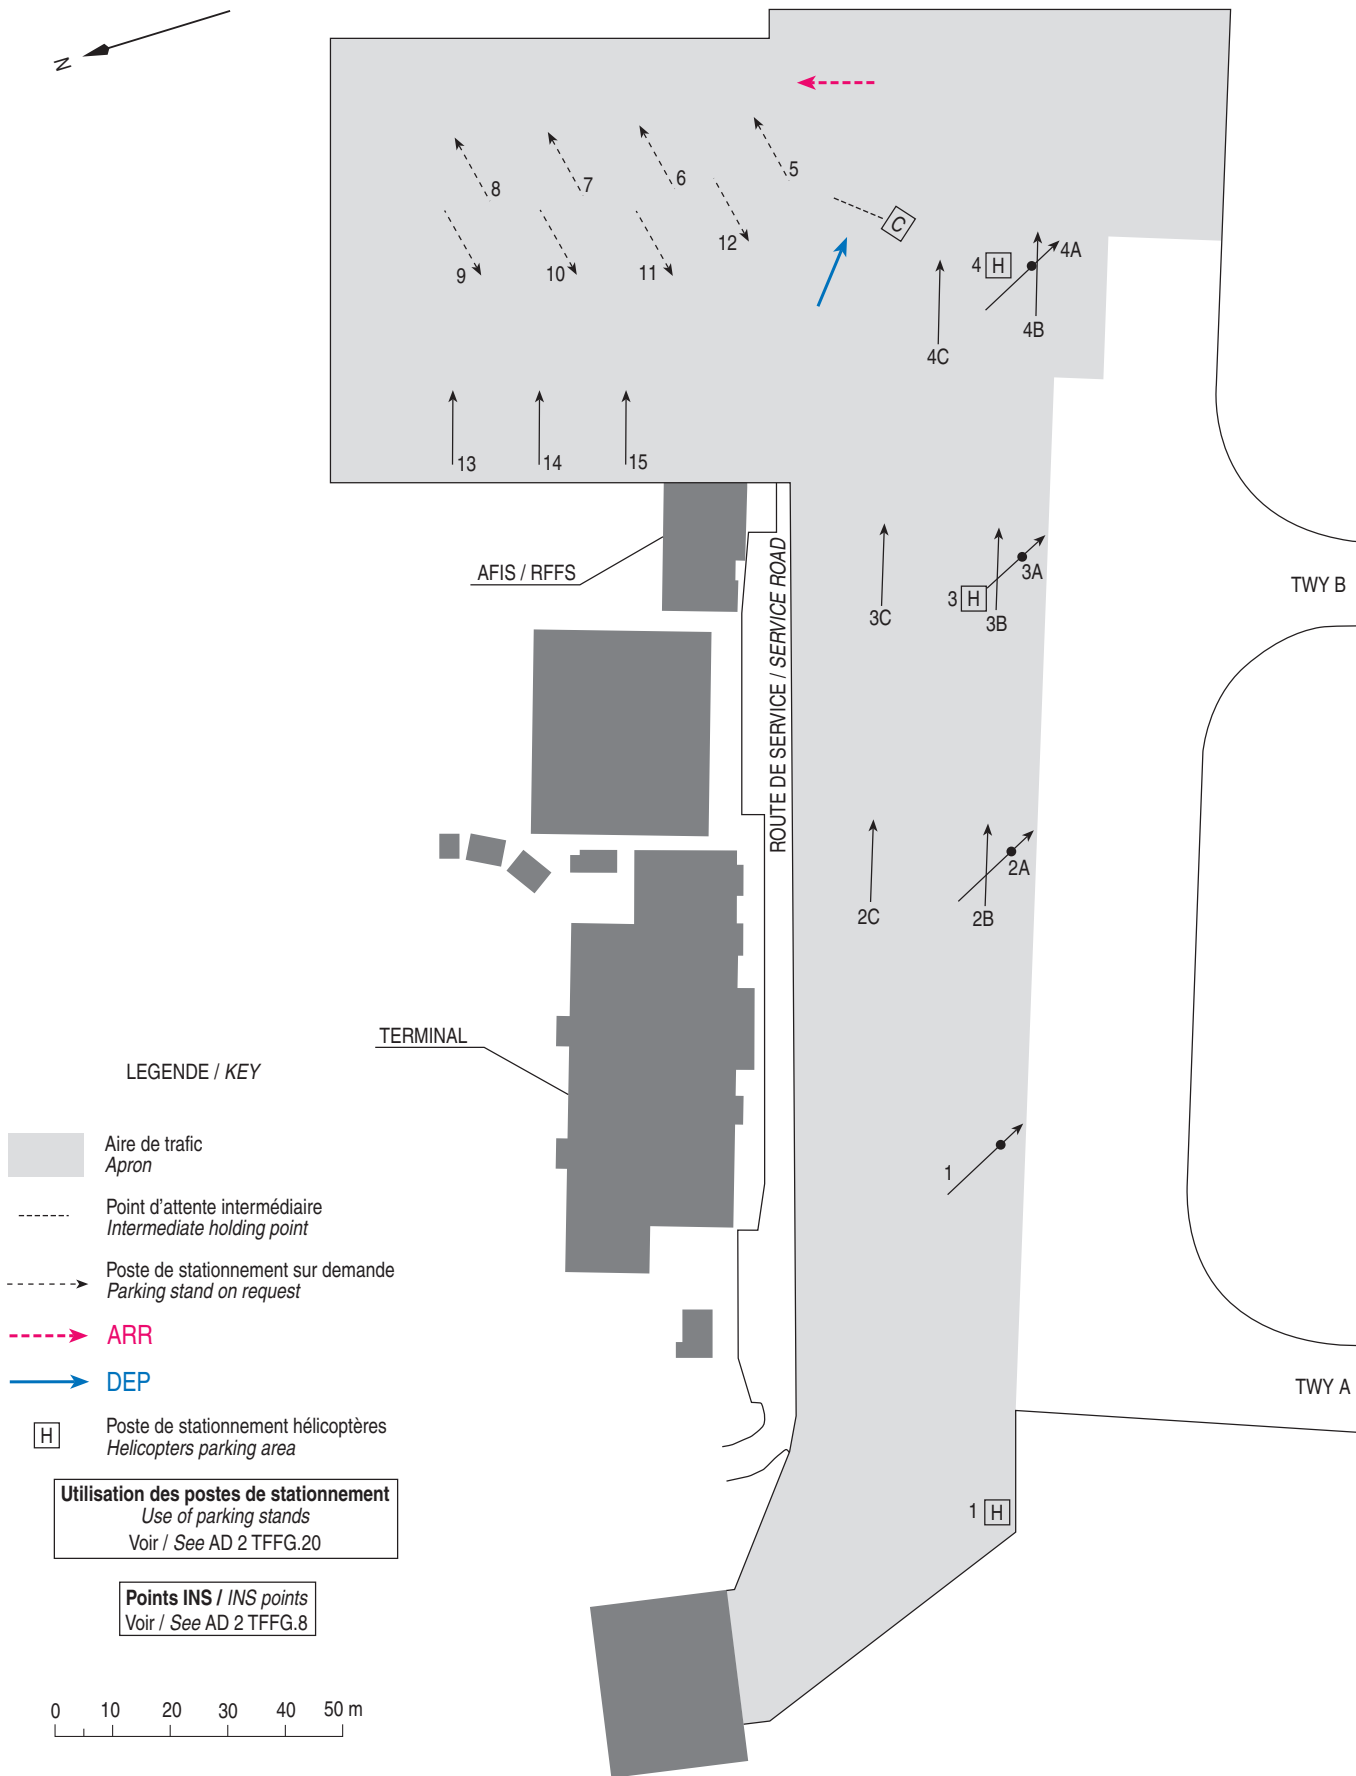 N
5
6
7
8
C
12
4 H
4A
9
10
11
4B
4C
13
14
15
AFIS / RFFS
3A
TWY B
3 H
3C
3B
ROUTE DE SERVICE / SERVICE ROAD
2A
2C
2B
TERMINAL
1
TWY A
1 H
LEGENDE / KEY
Aire de trafic
Apron
Point d'attente intermédiaire
Intermediate holding point
Poste de stationnement sur demande
Parking stand on request
ARR
DEP
H
Poste de stationnement hélicoptères
Helicopters parking area
Utilisation des postes de stationnement
Use of parking stands
Voir / See AD 2 TFFG.20
Points INS / INS points
Voir / See AD 2 TFFG.8
0 10 20 30 40 50 m